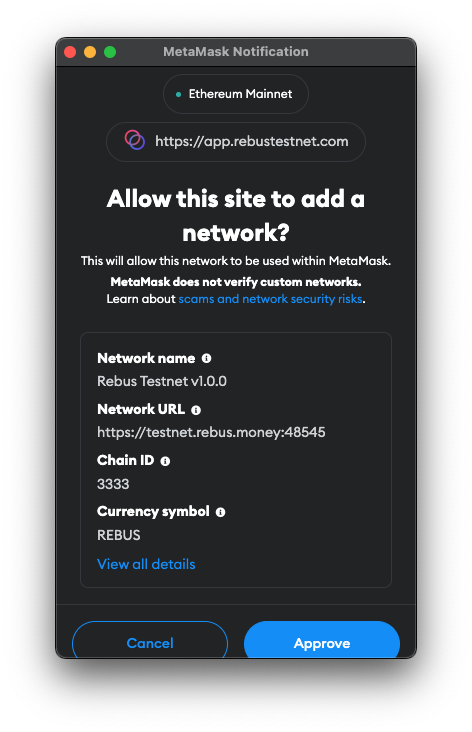 MetaMask Notification
Ethereum Mainnet
https://app.rebustestnet.com
Allow this site to add a
network?
This will allow this network to be used within MetaMask.
MetaMask does not verify custom networks.
Learn about scams and network security risks.
Network name
Rebus Testnet v1.0.0
Network URL
https://testnet.rebus.money:48545
Chain ID
3333
Currency symbol
REBUS
View all details
Cancel
Approve